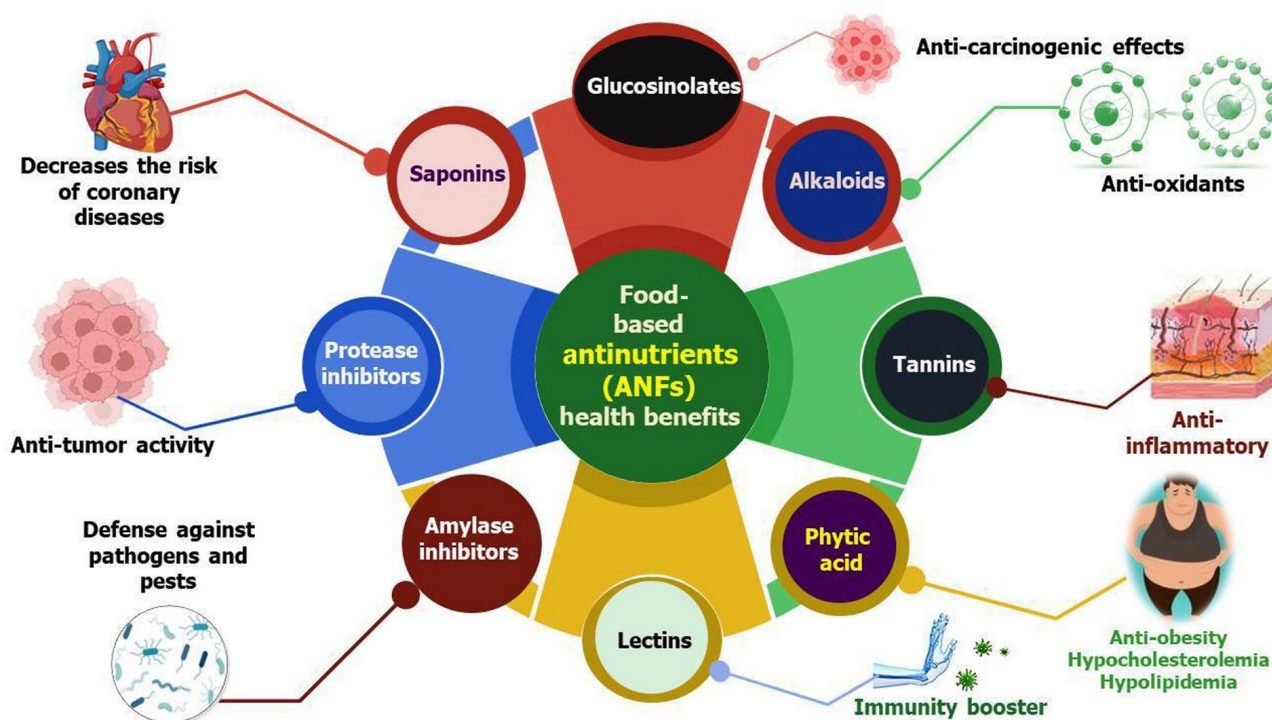 Glucosinolates
Anti-carcinogenic effects
Decreases the risk
of coronary
diseases
Saponins
Alkaloids
Anti-oxidants
Food-
based
antinutrients
(ANFs)
health benefits
Protease
inhibitors
Tannins
Anti-tumor activity
Anti-
inflammatory
Defense against
pathogens and
pests
Amylase
inhibitors
Phytic
acid
Lectins
Anti-obesity
Hypocholesterolemia
Hypolipidemia
Immunity booster